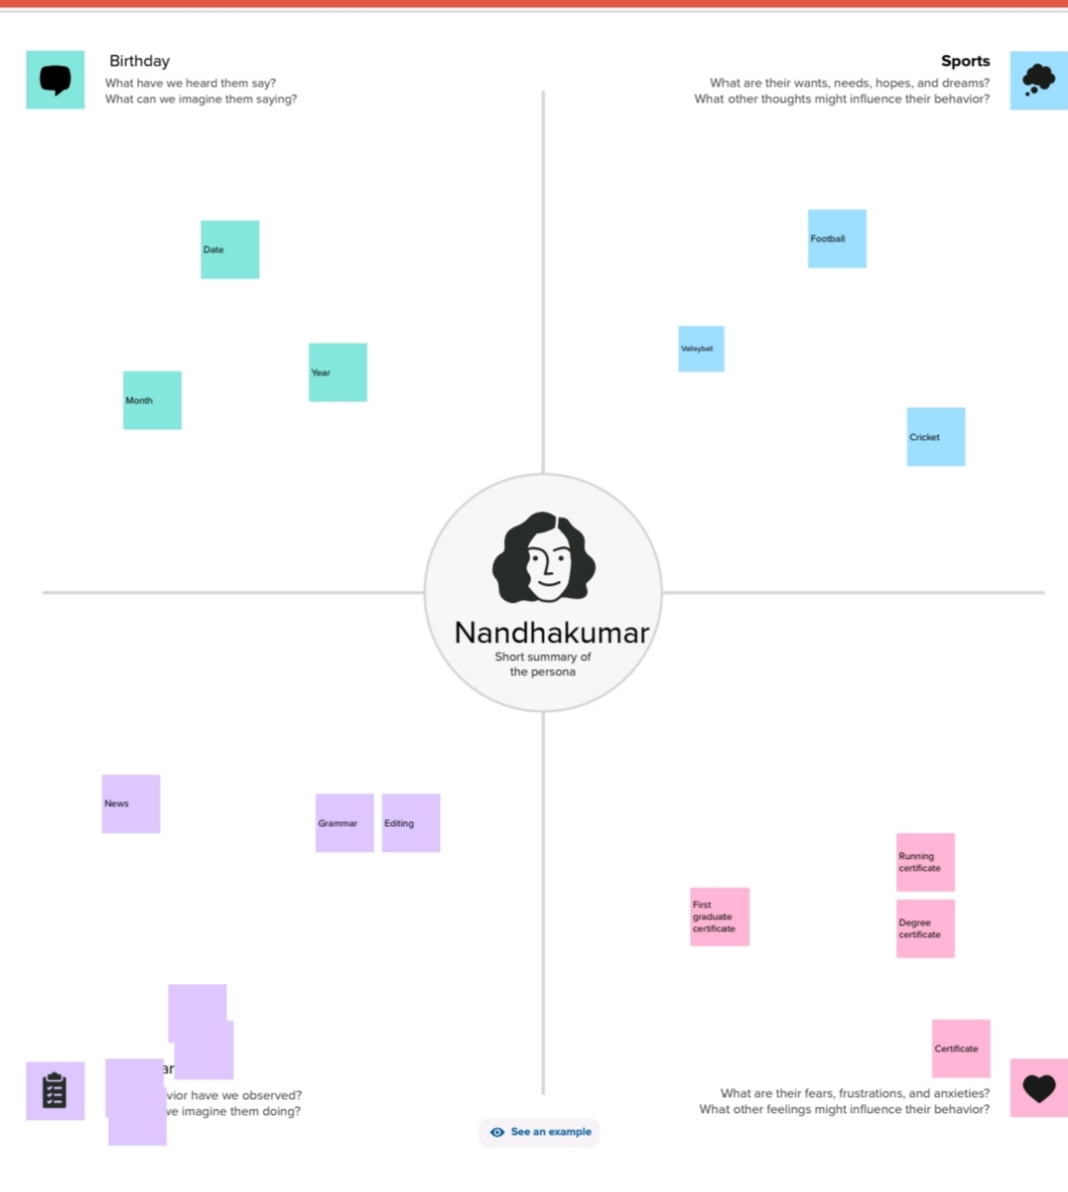 Birthday
What have we heard them say?
What can we imagine them saying?
Sports
What are their wants, needs, hopes, and dreams?
What other thoughts might influence their behavior?
Date
Month
Year
Football
Valleyball
Cricket
Nandhakumar
Short summary of
the persona
News
Grammar
Editing
ar
vior have we observed?
we imagine them doing?
First
graduate
certificate
Running
certificate
Degree
certificate
Certificate
What are their fears, frustrations, and anxieties?
What other feelings might influence their behavior?
See an example